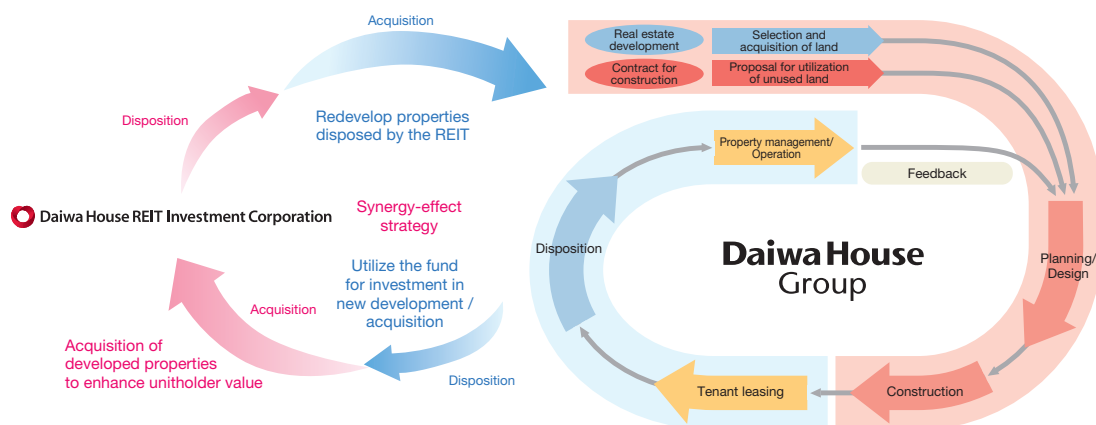 Acquisition
Disposition
Redevelop properties
disposed by the REIT
Daiwa House REIT Investment Corporation
Synergy-effect
strategy
Utilize the fund
for investment in
new development /
acquisition
Acquisition
Acquisition of
developed properties
to enhance unitholder value
Disposition
Real estate
development
Selection and
acquisition of land
Contract for
construction
Proposal for utilization
of unused land
Property management/
Operation
Feedback
Disposition
Daiwa House
Group
Planning/
Design
Tenant leasing
Construction